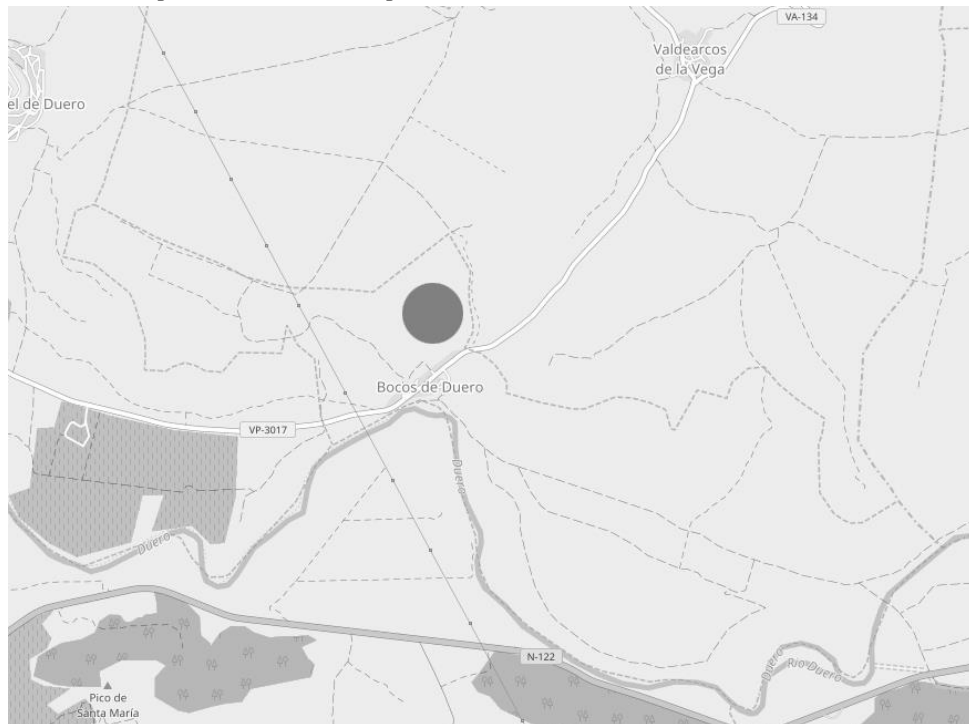 VA-134
Valdearcos
de la Vega
el de Duero
Bocos de Duero
VP-3017
Duero
Duero
N-122
Duero
Río Duero
Pico de
Santa María